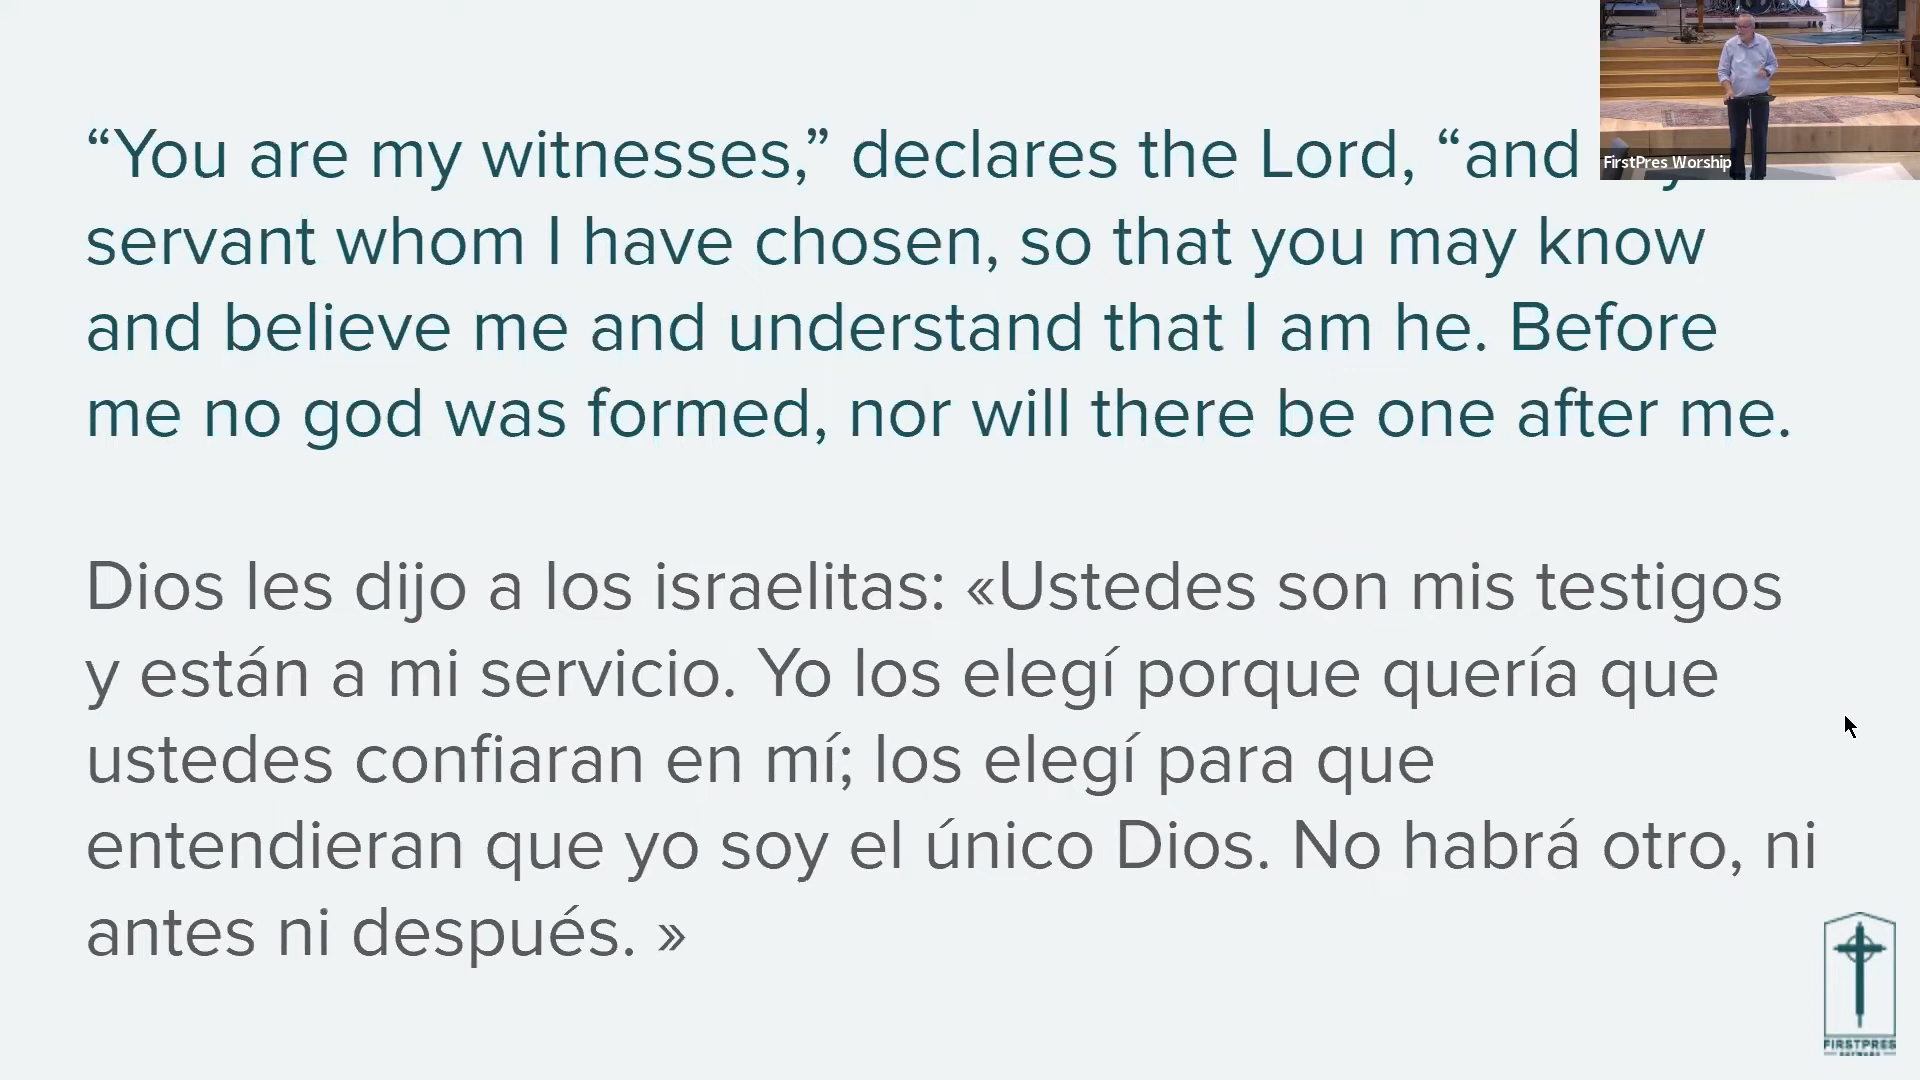 “You are my witnesses,” declares the Lord, “and
servant whom I have chosen, so that you may know
and believe me and understand that I am he. Before
me no god was formed, nor will there be one after me.
Dios les dijo a los israelitas: «Ustedes son mis testigos
y están a mi servicio. Yo los elegí porque quería que
ustedes confiaran en mí; los elegí para que
entendieran que yo soy el único Dios. No habrá otro, ni
antes ni después. »
FirstPres Worship
FIRSTPRES